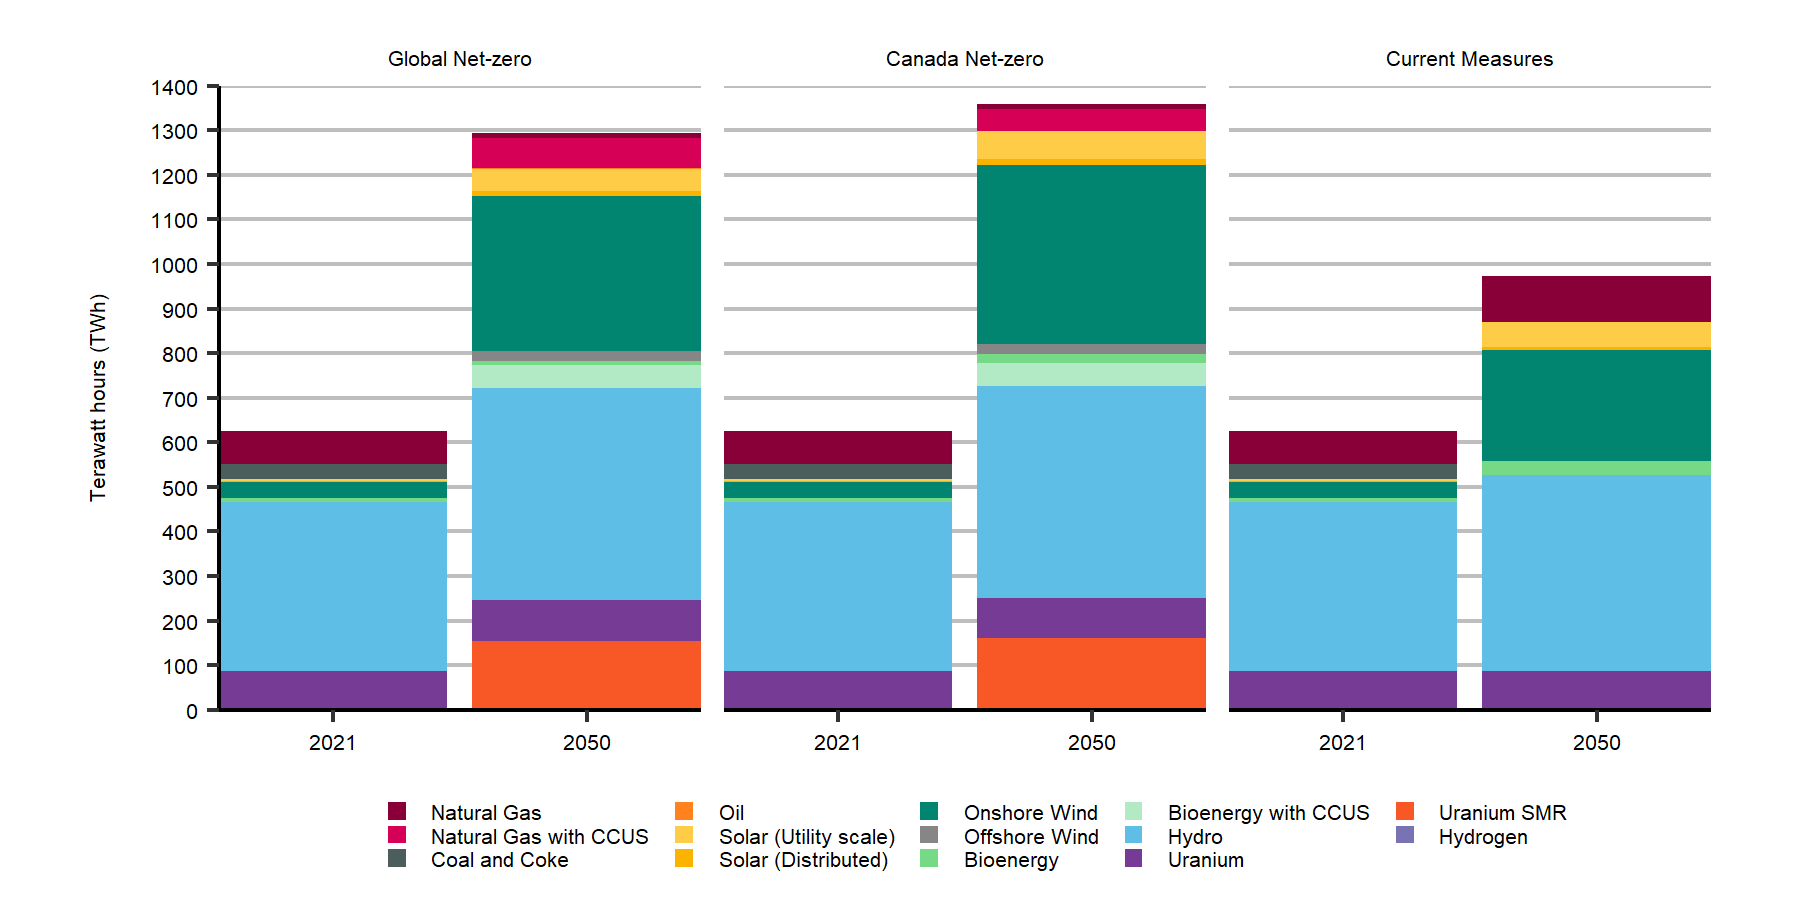 Global Net-zero
Canada Net-zero
Current Measures
Terawatt hours (TWh)
1400
1300
1200
1100
1000
900
800
700
600
500
400
300
200
100
0
2021
2050
2021
2050
2021
2050
Natural Gas
Oil
Onshore Wind
Bioenergy with CCUS
Uranium SMR
Natural Gas with CCUS
Solar (Utility scale)
Offshore Wind
Hydro
Hydrogen
Coal and Coke
Solar (Distributed)
Bioenergy
Uranium